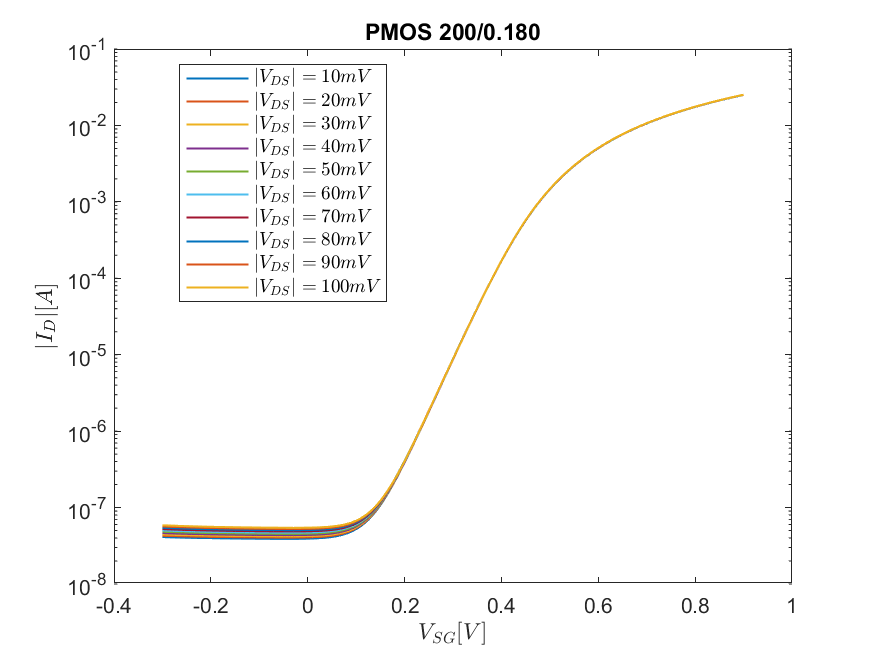 PMOS 200/0.180
10^-1
10^-2
10^-3
10^-4
10^-5
10^-6
10^-7
10^-8
|I_D|[A]
|V_DS| = 10mV
|V_DS| = 20mV
|V_DS| = 30mV
|V_DS| = 40mV
|V_DS| = 50mV
|V_DS| = 60mV
|V_DS| = 70mV
|V_DS| = 80mV
|V_DS| = 90mV
|V_DS| = 100mV
-0.4 -0.2 0 0.2 0.4 0.6 0.8 1
V_SG[V]